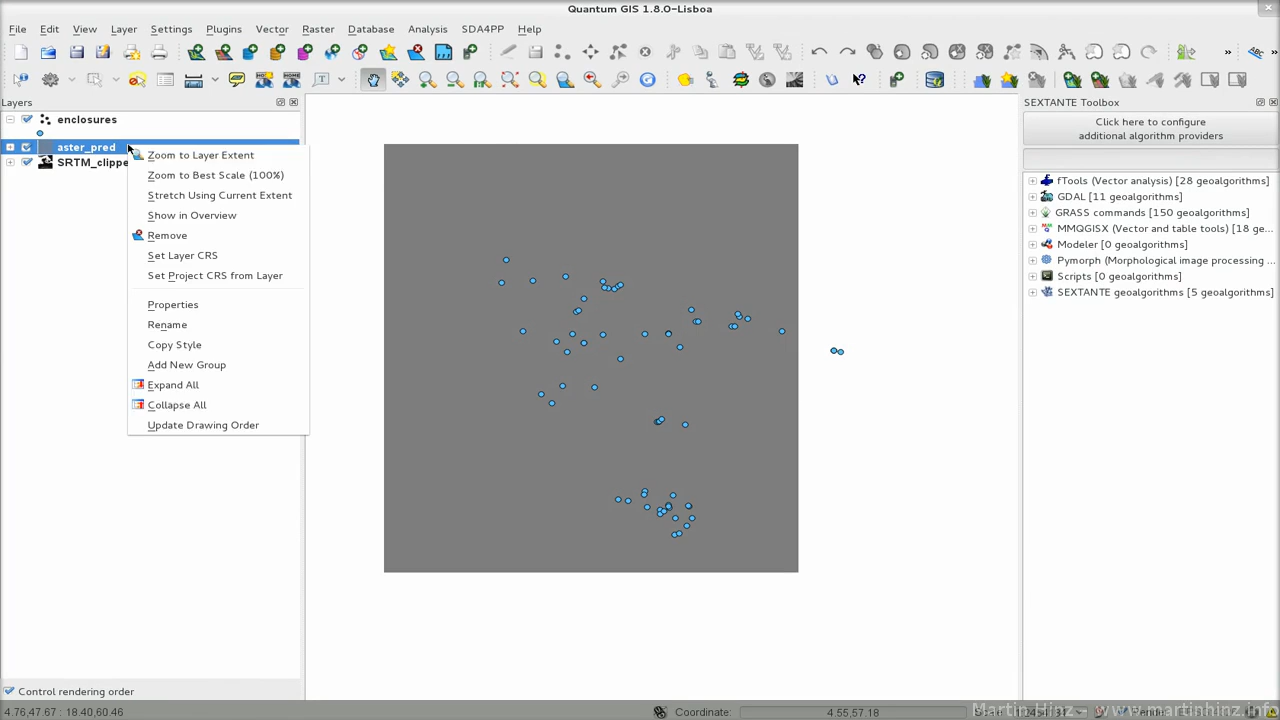 Quantum GIS 1.8.0-Lisboa
File Edit View Layer Settings Plugins Vector Raster Database Analysis SDA4PP Help
Layers
enclosures
aster_pred
SRTM_clippe
Zoom to Layer Extent
Zoom to Best Scale (100%)
Stretch Using Current Extent
Show in Overview
Remove
Set Layer CRS
Set Project CRS from Layer
Properties
Rename
Copy Style
Add New Group
Expand All
Collapse All
Update Drawing Order
SEXTANTE Toolbox
Click here to configure
additional algorithm providers
fTools (Vector analysis) [28 geoalgorithms]
GDAL [11 geoalgorithms]
GRASS commands [150 geoalgorithms]
MMQGISX (Vector and table tools) [18 ge...
Modeler [0 geoalgorithms]
Pymorph (Morphological image processing ...
Scripts [0 geoalgorithms]
SEXTANTE geoalgorithms [5 geoalgorithms]
Control rendering order
4.76,47.67 : 18.40,60.46
Coordinate:
4.55,57.18
Martin Hinz - www.martinhinz.info